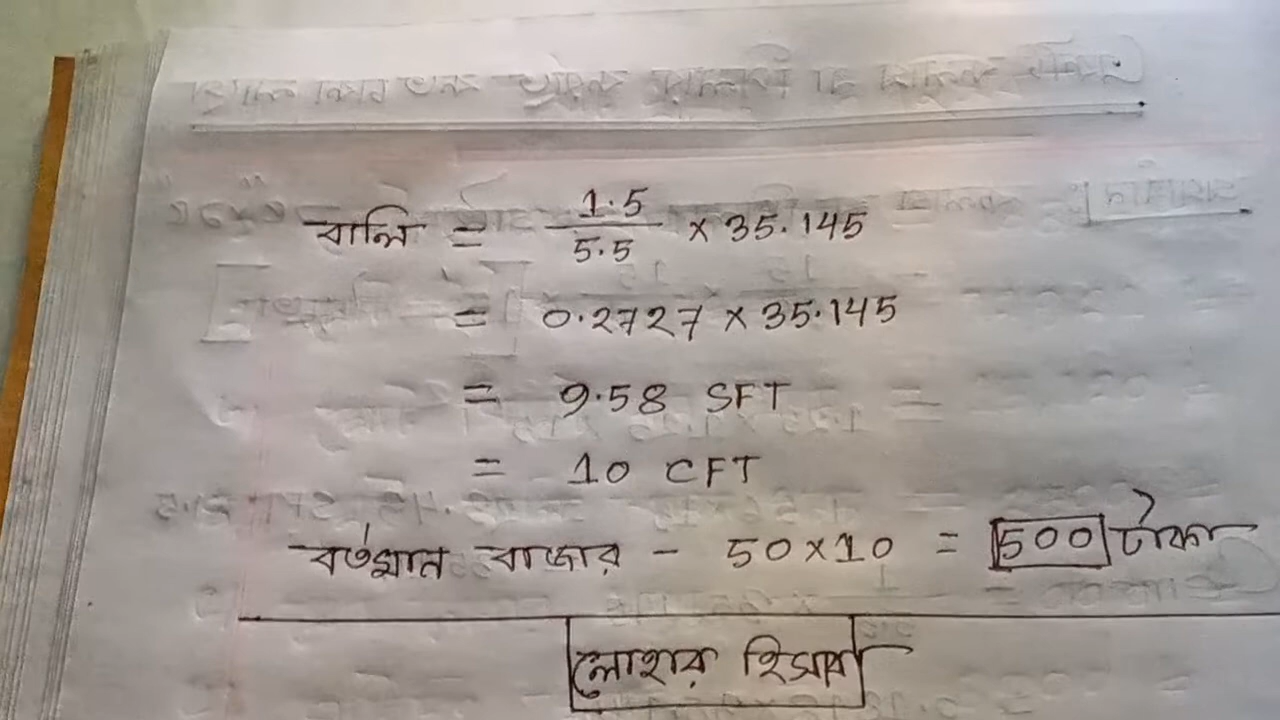 বালি = 1.5/5.5 × 35.145
= 0.2727 × 35.145
= 9.58 SFT
= 10 CFT
বর্তমান বাজার - 50×10 = 500 টাকা
লোহার হিসাব